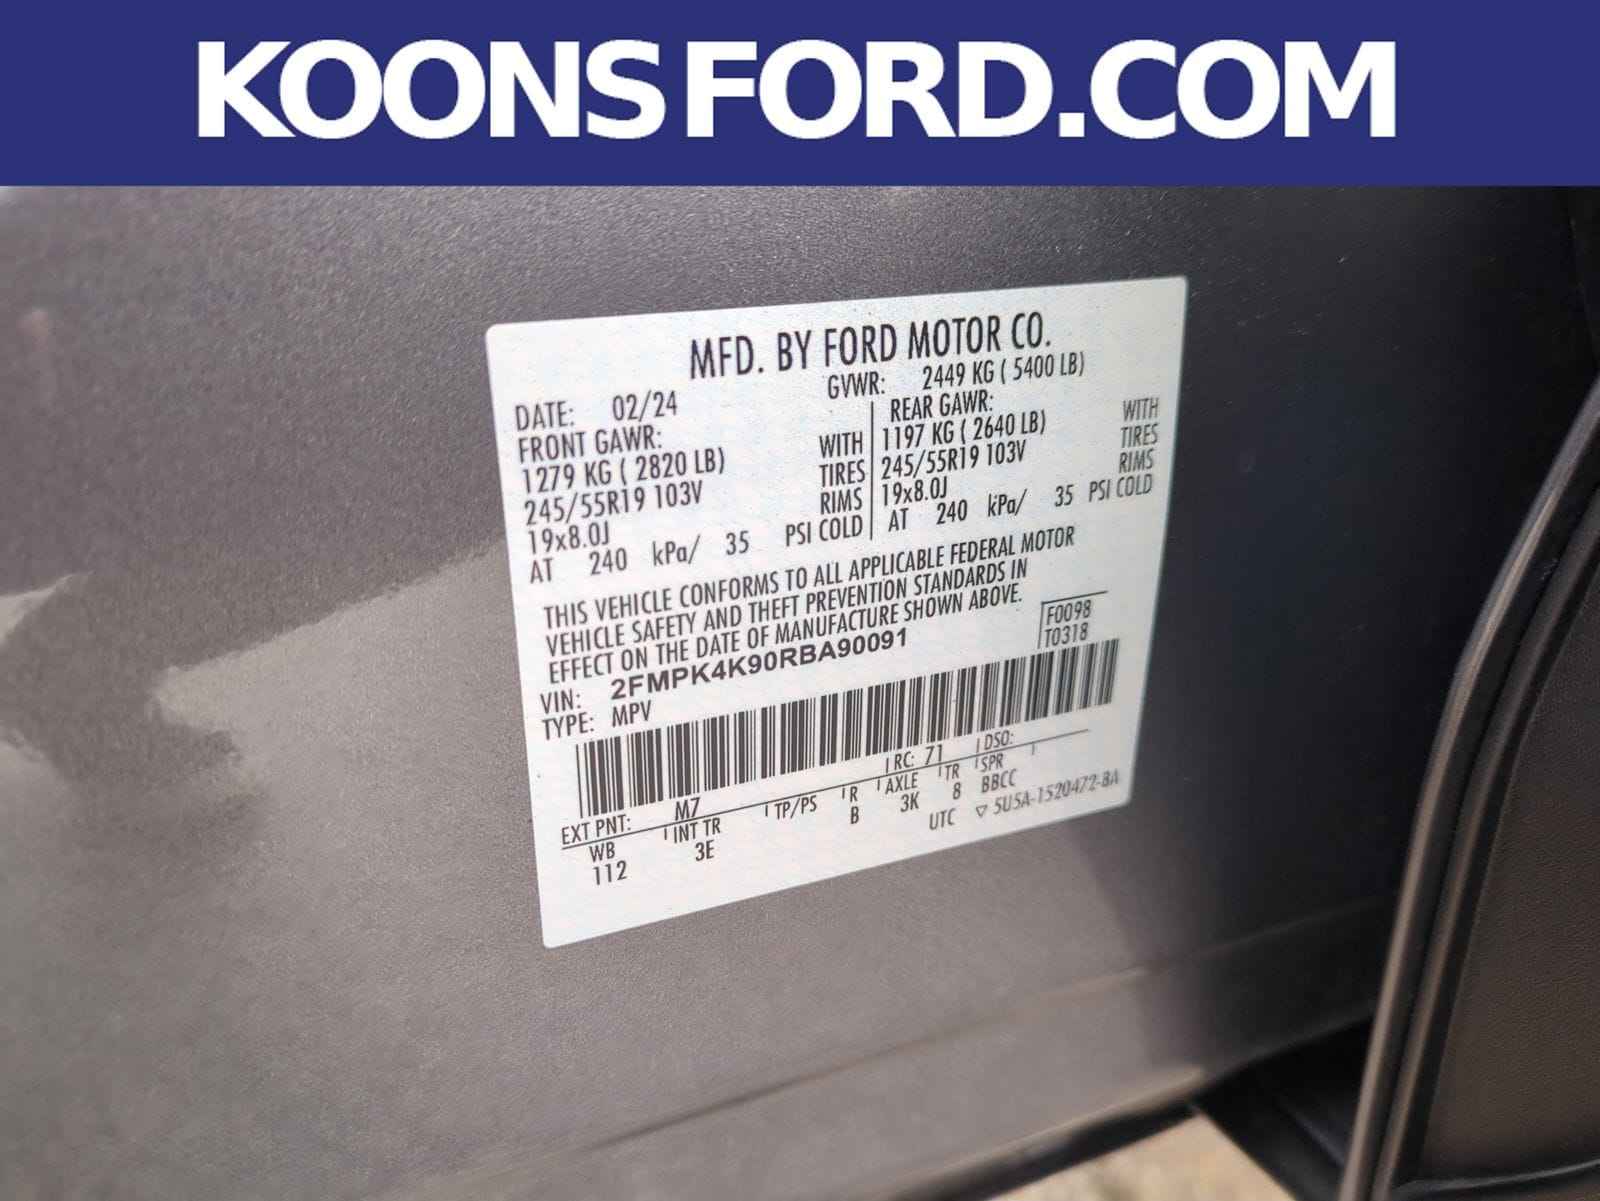 KOONSFORD.COM
MFD. BY FORD MOTOR CO.
DATE: 02/24 GVWR: 2449 KG ( 5400 LB)
FRONT GAWR: REAR GAWR:
1279 KG ( 2820 LB) WITH 1197 KG ( 2640 LB) WITH
245/55R19 103V TIRES 245/55R19 103V TIRES
19x8.0J RIMS 19x8.0J RIMS
AT 240 kPa/ 35 PSI COLD AT 240 kPa/ 35 PSI COLD
THIS VEHICLE CONFORMS TO ALL APPLICABLE FEDERAL MOTOR
VEHICLE SAFETY AND THEFT PREVENTION STANDARDS IN
EFFECT ON THE DATE OF MANUFACTURE SHOWN ABOVE.
F0098
T0318
VIN: 2FMPK4K90RBA90091
TYPE: MPV
EXT PNT: M7 RC: 71 DSO:
WB INT TR TP/PS R AXLE TR SPR
112 3E B 3K 8 BBCC
UTC ▽ 5U5A-1520472-BA